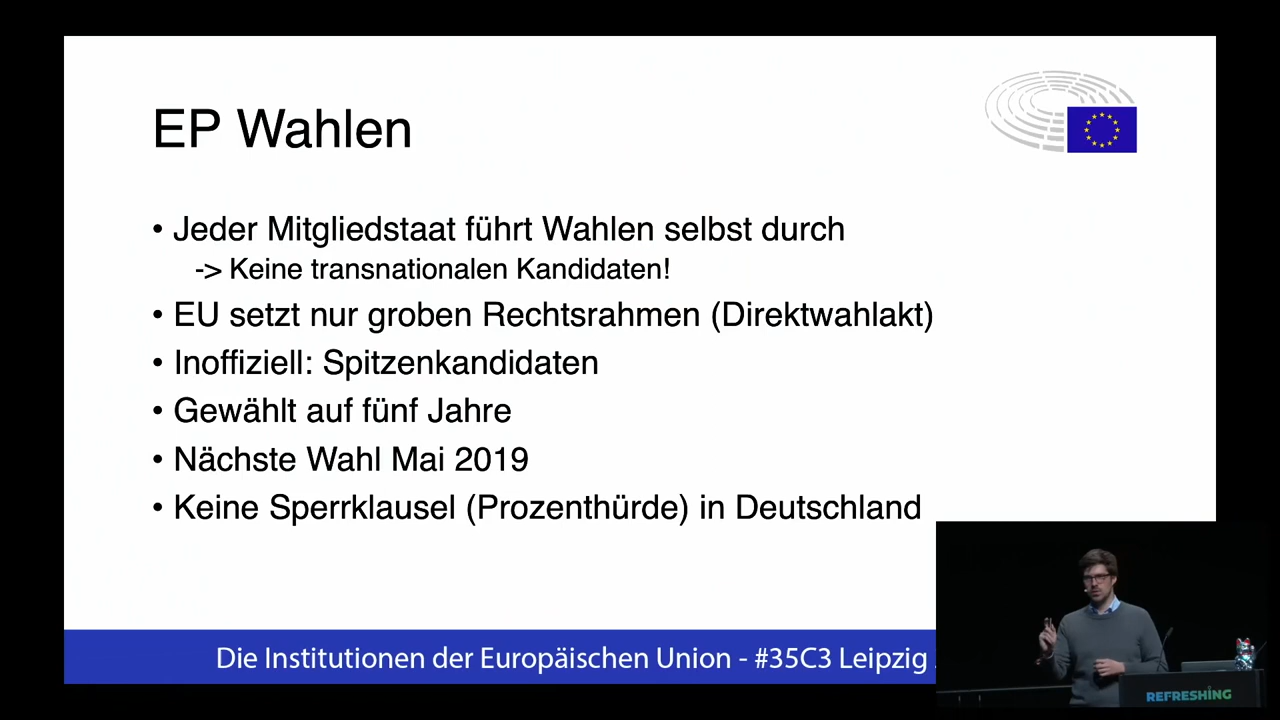 EP Wahlen
• Jeder Mitgliedstaat führt Wahlen selbst durch
-> Keine transnationalen Kandidaten!
• EU setzt nur groben Rechtsrahmen (Direktwahlakt)
• Inoffiziell: Spitzenkandidaten
• Gewählt auf fünf Jahre
• Nächste Wahl Mai 2019
• Keine Sperrklausel (Prozenthürde) in Deutschland
Die Institutionen der Europäischen Union - #35C3 Leipzig
REFRESHING